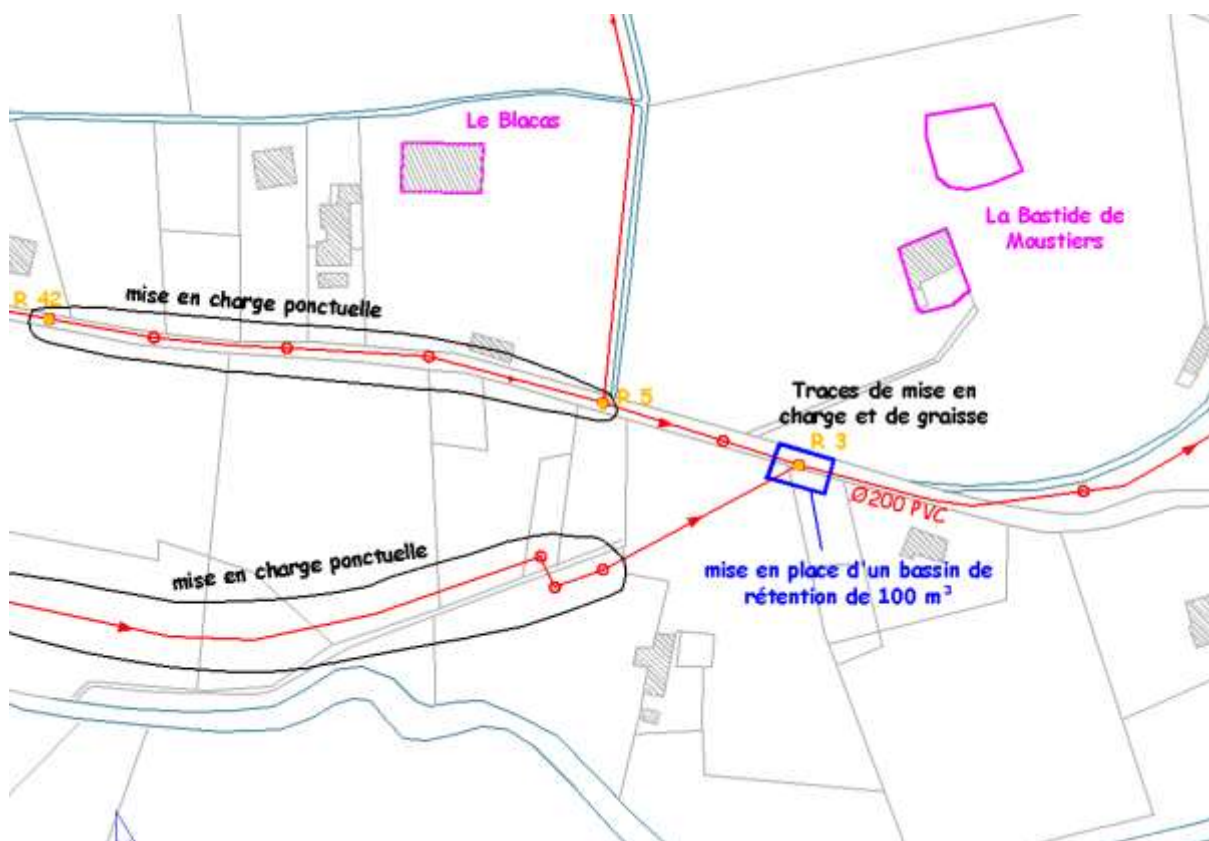 Le Blacas
La Bastide de
Moustiers
R 42
mise en charge ponctuelle
R 5
Traces de mise en
charge et de graisse
R 3
Ø200 PVC
mise en charge ponctuelle
mise en place d'un bassin de
rétention de 100 m³